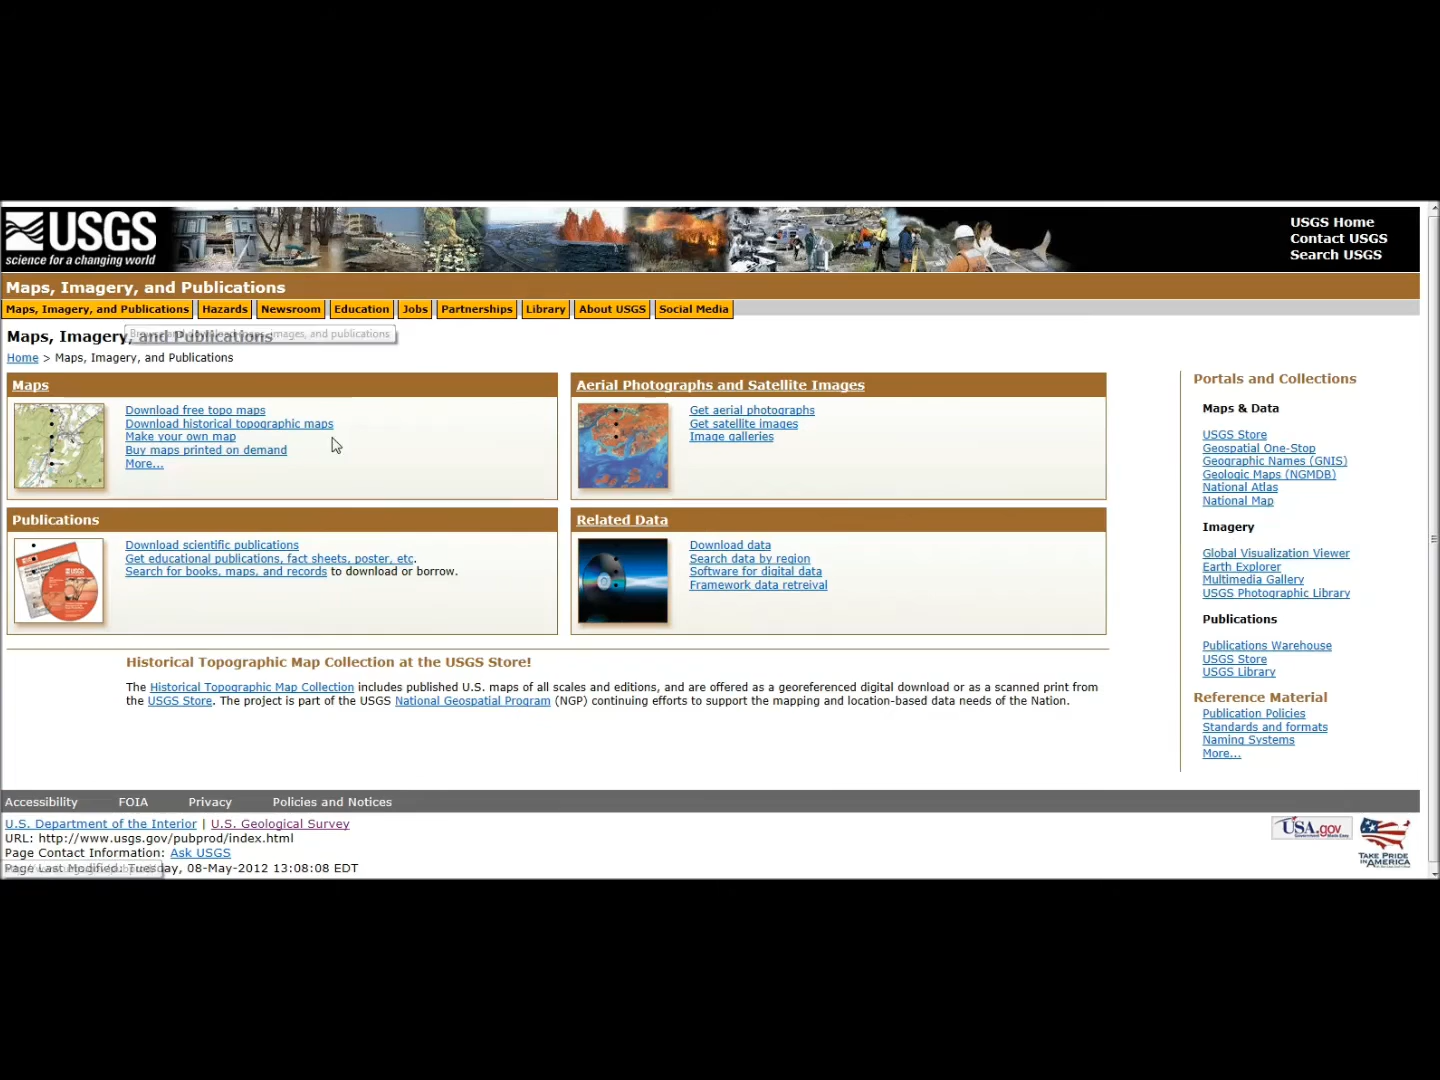 USGS
science for a changing world
USGS Home
Contact USGS
Search USGS
Maps, Imagery, and Publications
Maps, Imagery, and Publications
Hazards
Newsroom
Education
Jobs
Partnerships
Library
About USGS
Social Media
Maps, Imagery, and Publications
Home > Maps, Imagery, and Publications
Maps
Download free topo maps
Download historical topographic maps
Make your own map
Buy maps printed on demand
More...
Aerial Photographs and Satellite Images
Get aerial photographs
Get satellite images
Image galleries
Publications
Download scientific publications
Get educational publications, fact sheets, poster, etc.
Search for books, maps, and records to download or borrow.
Related Data
Download data
Search data by region
Software for digital data
Framework data retreival
Historical Topographic Map Collection at the USGS Store!
The Historical Topographic Map Collection includes published U.S. maps of all scales and editions, and are offered as a georeferenced digital download or as a scanned print from
the USGS Store. The project is part of the USGS National Geospatial Program (NGP) continuing efforts to support the mapping and location-based data needs of the Nation.
Portals and Collections
Maps & Data
USGS Store
Geospatial One-Stop
Geographic Names (GNIS)
Geologic Maps (NGMDB)
National Atlas
National Map
Imagery
Global Visualization Viewer
Earth Explorer
Multimedia Gallery
USGS Photographic Library
Publications
Publications Warehouse
USGS Store
USGS Library
Reference Material
Publication Policies
Standards and formats
Naming Systems
More...
Accessibility
FOIA
Privacy
Policies and Notices
U.S. Department of the Interior | U.S. Geological Survey
URL: http://www.usgs.gov/pubprod/index.html
Page Contact Information: Ask USGS
Page Last Modified: Tuesday, 08-May-2012 13:08:08 EDT
USA.gov
TAKE PRIDE
IN AMERICA